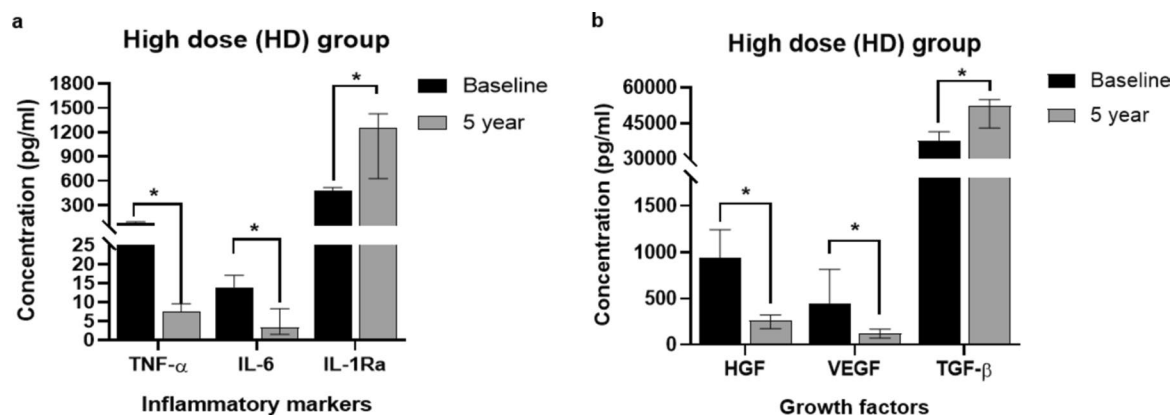 a
High dose (HD) group
Concentration (pg/ml)
1800
1500
1200
900
600
300
25
20
15
10
5
0
*
*
*
Baseline
5 year
TNF-α
IL-6
IL-1Ra
Inflammatory markers
b
High dose (HD) group
Concentration (pg/ml)
60000
45000
30000
1500
1000
500
0
*
*
*
Baseline
5 year
HGF
VEGF
TGF-β
Growth factors